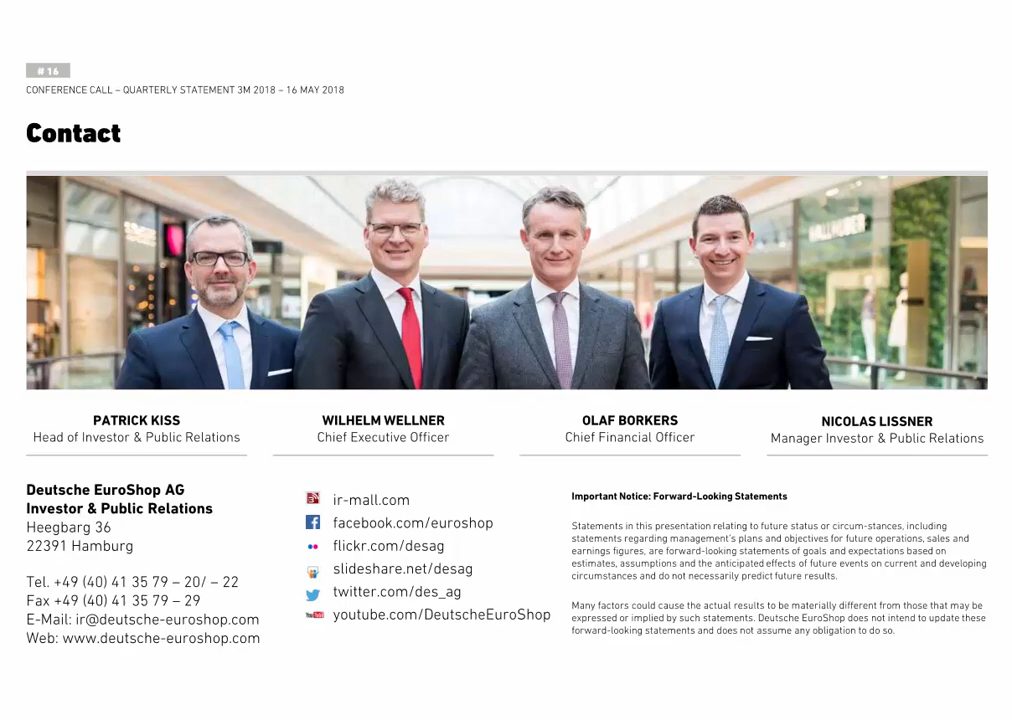 # 16
CONFERENCE CALL – QUARTERLY STATEMENT 3M 2018 – 16 MAY 2018
Contact
HALLHUBER
PATRICK KISS
Head of Investor & Public Relations
WILHELM WELLNER
Chief Executive Officer
OLAF BORKERS
Chief Financial Officer
NICOLAS LISSNER
Manager Investor & Public Relations
Deutsche EuroShop AG
Investor & Public Relations
Heegbarg 36
22391 Hamburg
Tel. +49 (40) 41 35 79 – 20/ – 22
Fax +49 (40) 41 35 79 – 29
E-Mail: ir@deutsche-euroshop.com
Web: www.deutsche-euroshop.com
ir-mall.com
facebook.com/euroshop
flickr.com/desag
slideshare.net/desag
twitter.com/des_ag
youtube.com/DeutscheEuroShop
Important Notice: Forward-Looking Statements
Statements in this presentation relating to future status or circum-stances, including
statements regarding management's plans and objectives for future operations, sales and
earnings figures, are forward-looking statements of goals and expectations based on
estimates, assumptions and the anticipated effects of future events on current and developing
circumstances and do not necessarily predict future results.
Many factors could cause the actual results to be materially different from those that may be
expressed or implied by such statements. Deutsche EuroShop does not intend to update these
forward-looking statements and does not assume any obligation to do so.